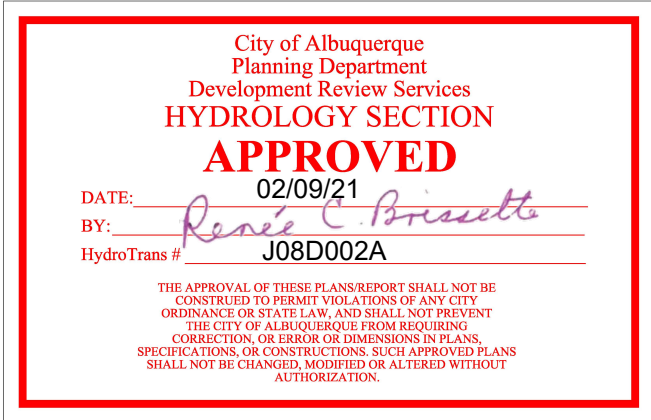 City of Albuquerque
Planning Department
Development Review Services
HYDROLOGY SECTION
APPROVED
DATE: 02/09/21
BY: Renée C. Brissette
HydroTrans # J08D002A
THE APPROVAL OF THESE PLANS/REPORT SHALL NOT BE
CONSTRUED TO PERMIT VIOLATIONS OF ANY CITY
ORDINANCE OR STATE LAW, AND SHALL NOT PREVENT
THE CITY OF ALBUQUERQUE FROM REQUIRING
CORRECTION, OR ERROR OR DIMENSIONS IN PLANS,
SPECIFICATIONS, OR CONSTRUCTIONS. SUCH APPROVED PLANS
SHALL NOT BE CHANGED, MODIFIED OR ALTERED WITHOUT
AUTHORIZATION.